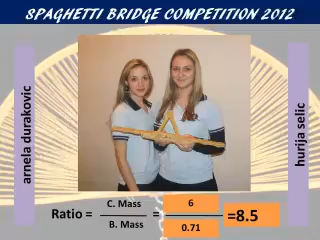 SPAGHETTI BRIDGE COMPETITION 2012
arnela durakovic
hurija selic
Ratio = C. Mass / B. Mass = 6 / 0.71 =8.5